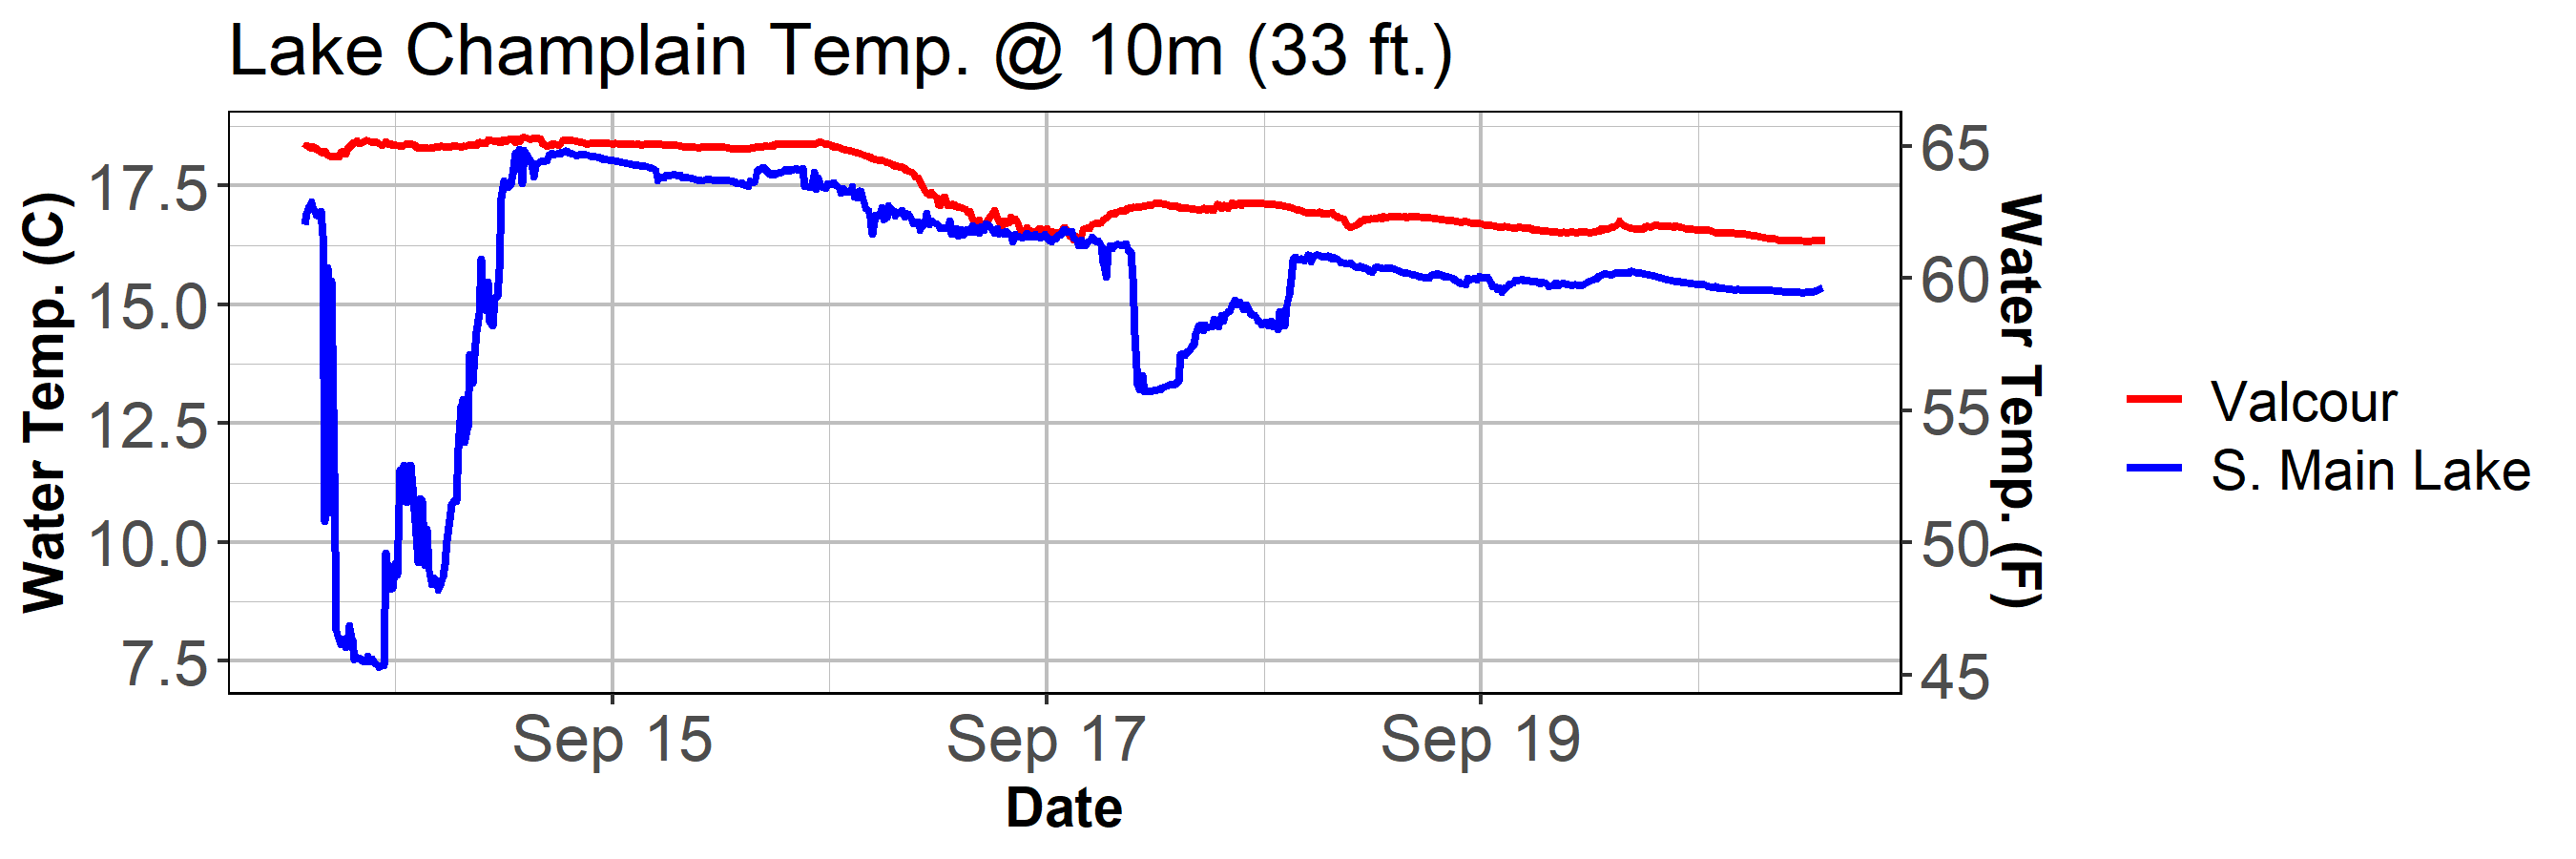 Lake Champlain Temp. @ 10m (33 ft.)
Water Temp. (C)
17.5
15.0
12.5
10.0
7.5
65
60
55
50
45
Water Temp. (F)
Sep 15
Sep 17
Sep 19
Date
Valcour
S. Main Lake